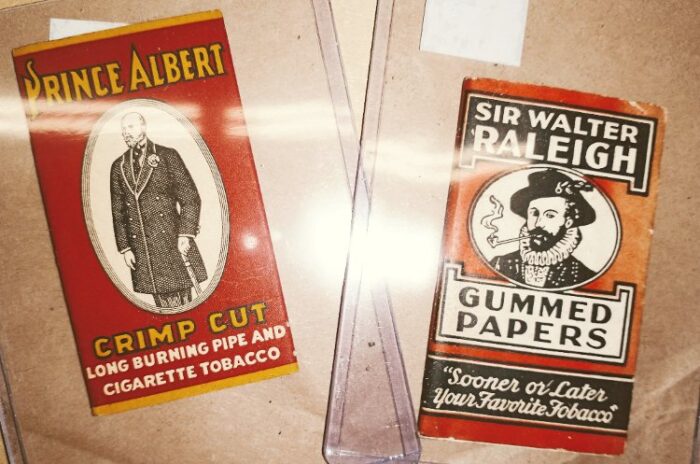 PRINCE ALBERT
CRIMP CUT
LONG BURNING PIPE AND
CIGARETTE TOBACCO
SIR WALTER
RALEIGH
GUMMED
PAPERS
"Sooner or Later
Your Favorite Tobacco"